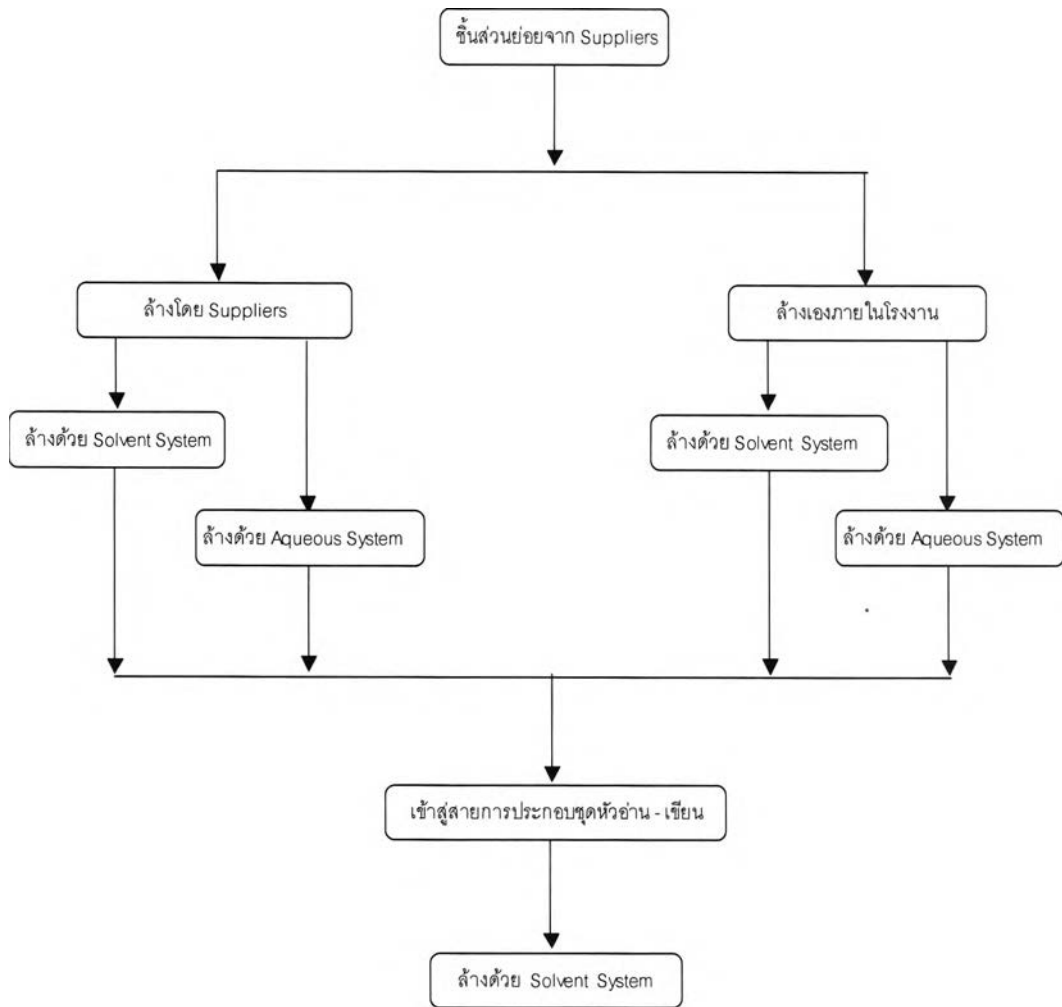 ชิ้นส่วนย่อยจาก Suppliers
ล้างโดย Suppliers
ล้างเองภายในโรงงาน
ล้างด้วย Solvent System
ล้างด้วย Solvent System
ล้างด้วย Aqueous System
ล้างด้วย Aqueous System
เข้าสู่สายการประกอบชุดหัวอ่าน - เขียน
ล้างด้วย Solvent System